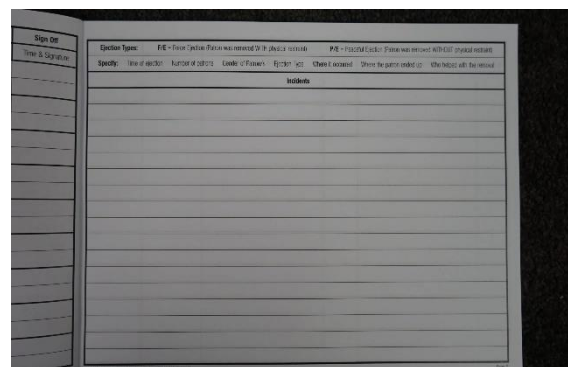 Sign Off
Time & Signature
Ejection Types: F/E = Force Ejection (Patron was removed WITH physical restraint) P/E = Peaceful Ejection (Patron was removed WITHOUT physical restraint)
Specify: Time of ejection Number of patrons Gender of Patrons Ejection Type Where it occured Where the patron ended up Who helped with the removal
Incidents